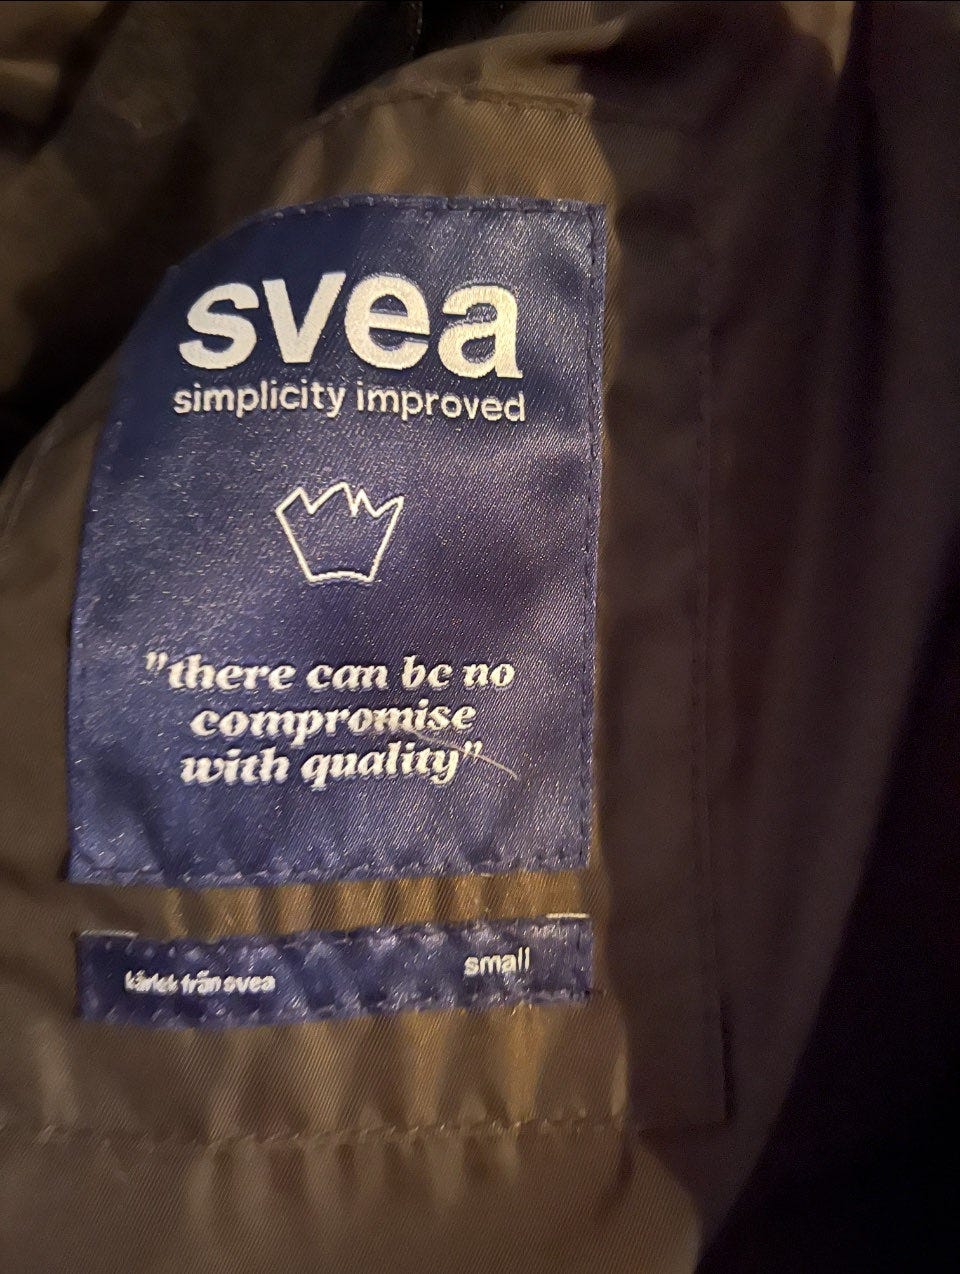 svea
simplicity improved
"there can be no
compromise
with quality"
small
kärlek från svea